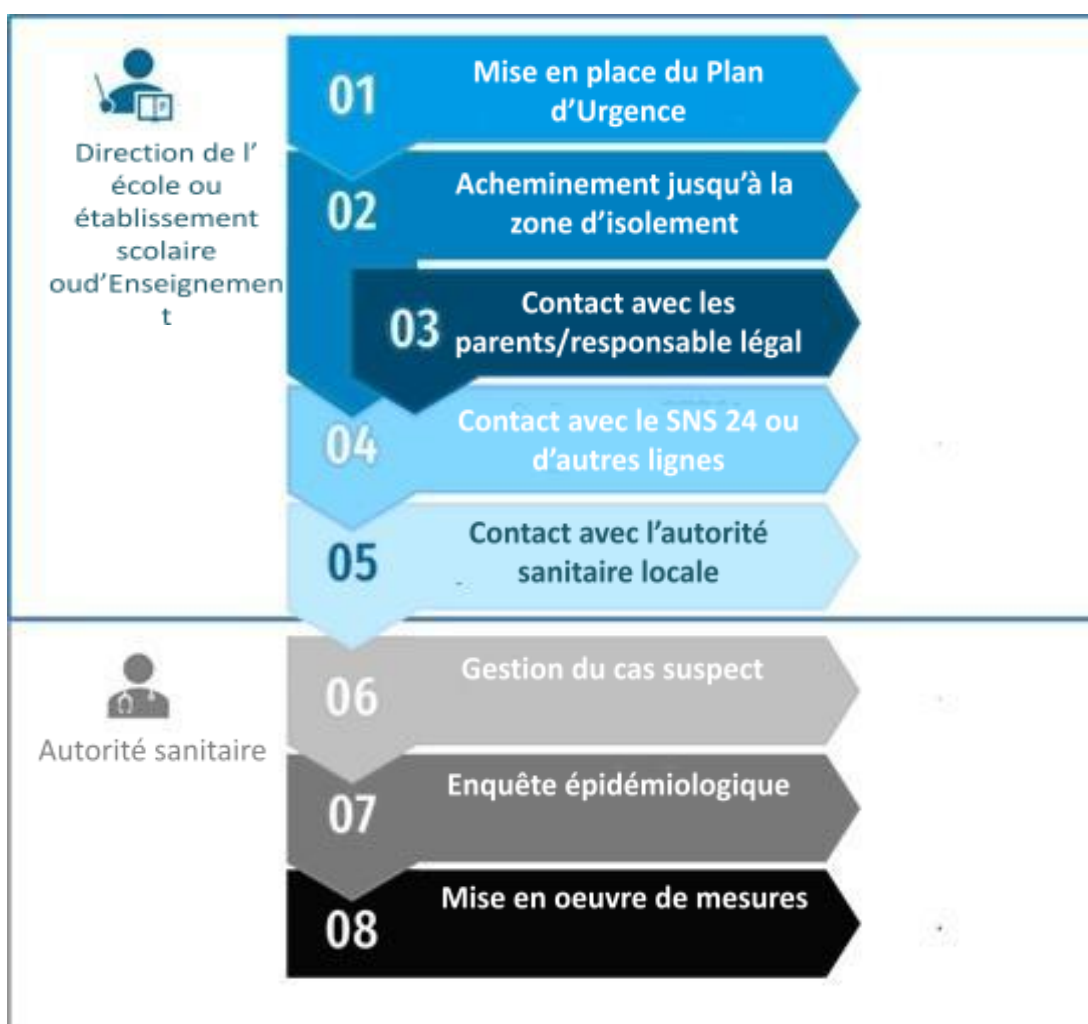 Direction de l'
école ou
établissement
scolaire
oud'Enseignemen
t
01
Mise en place du Plan
d'Urgence
02
Acheminement jusqu'à la
zone d'isolement
03
Contact avec les
parents/responsable légal
04
Contact avec le SNS 24 ou
d'autres lignes
05
Contact avec l'autorité
sanitaire locale
Autorité sanitaire
06
Gestion du cas suspect
07
Enquête épidémiologique
08
Mise en oeuvre de mesures